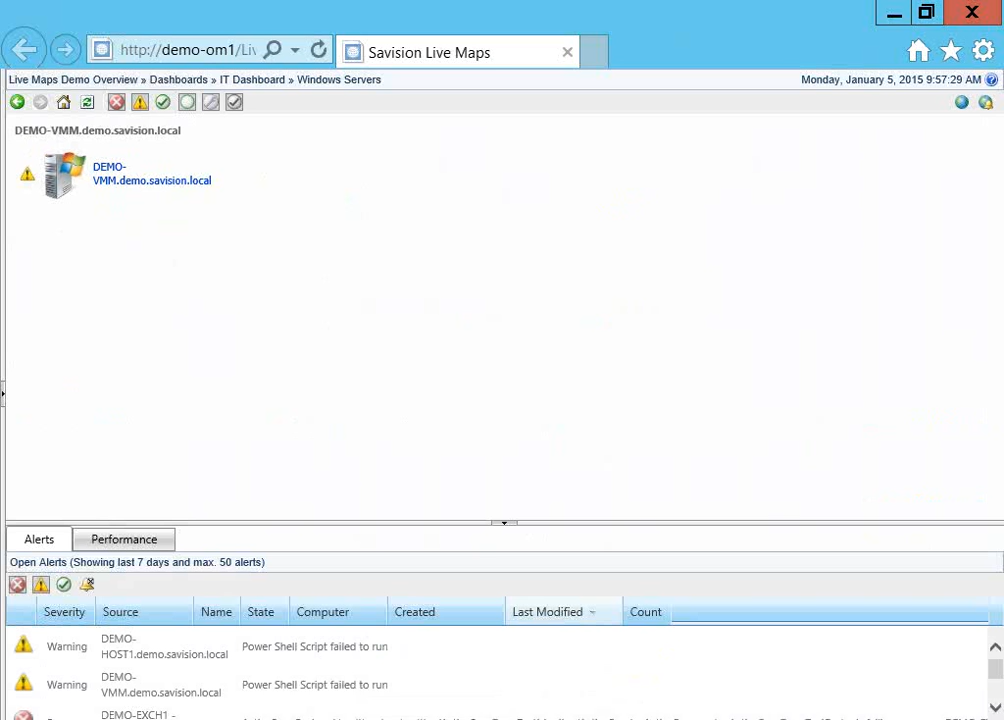 http://demo-om1/Liv
Savision Live Maps
Live Maps Demo Overview » Dashboards » IT Dashboard » Windows Servers
Monday, January 5, 2015 9:57:29 AM
DEMO-VMM.demo.savision.local
DEMO-
VMM.demo.savision.local
Alerts
Performance
Open Alerts (Showing last 7 days and max. 50 alerts)
Severity Source Name State Computer Created Last Modified Count
Warning
DEMO-
HOST1.demo.savision.local
Power Shell Script failed to run
Warning
DEMO-
VMM.demo.savision.local
Power Shell Script failed to run
DEMO-EXCH1 -